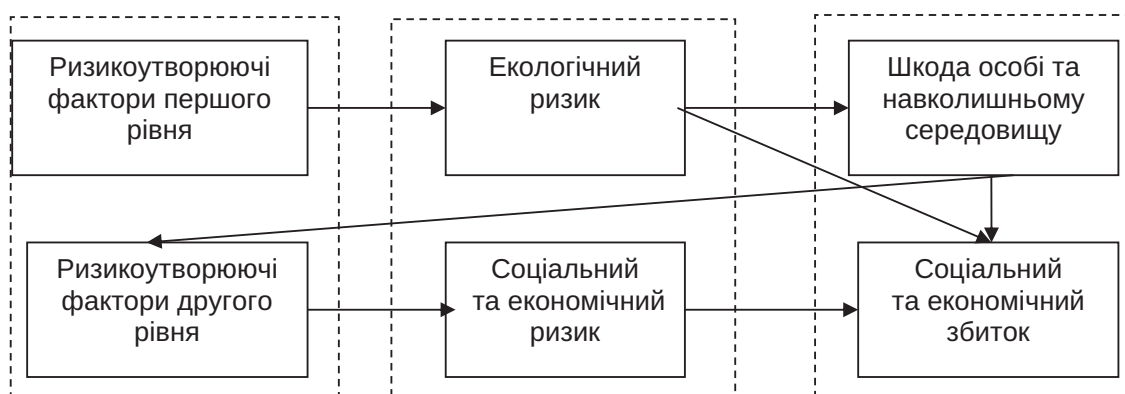 Ризикоутворюючі
фактори першого
рівня
Екологічний
ризик
Шкода особі та
навколишньому
середовищу
Ризикоутворюючі
фактори другого
рівня
Соціальний
та економічний
ризик
Соціальний
та економічний
збиток